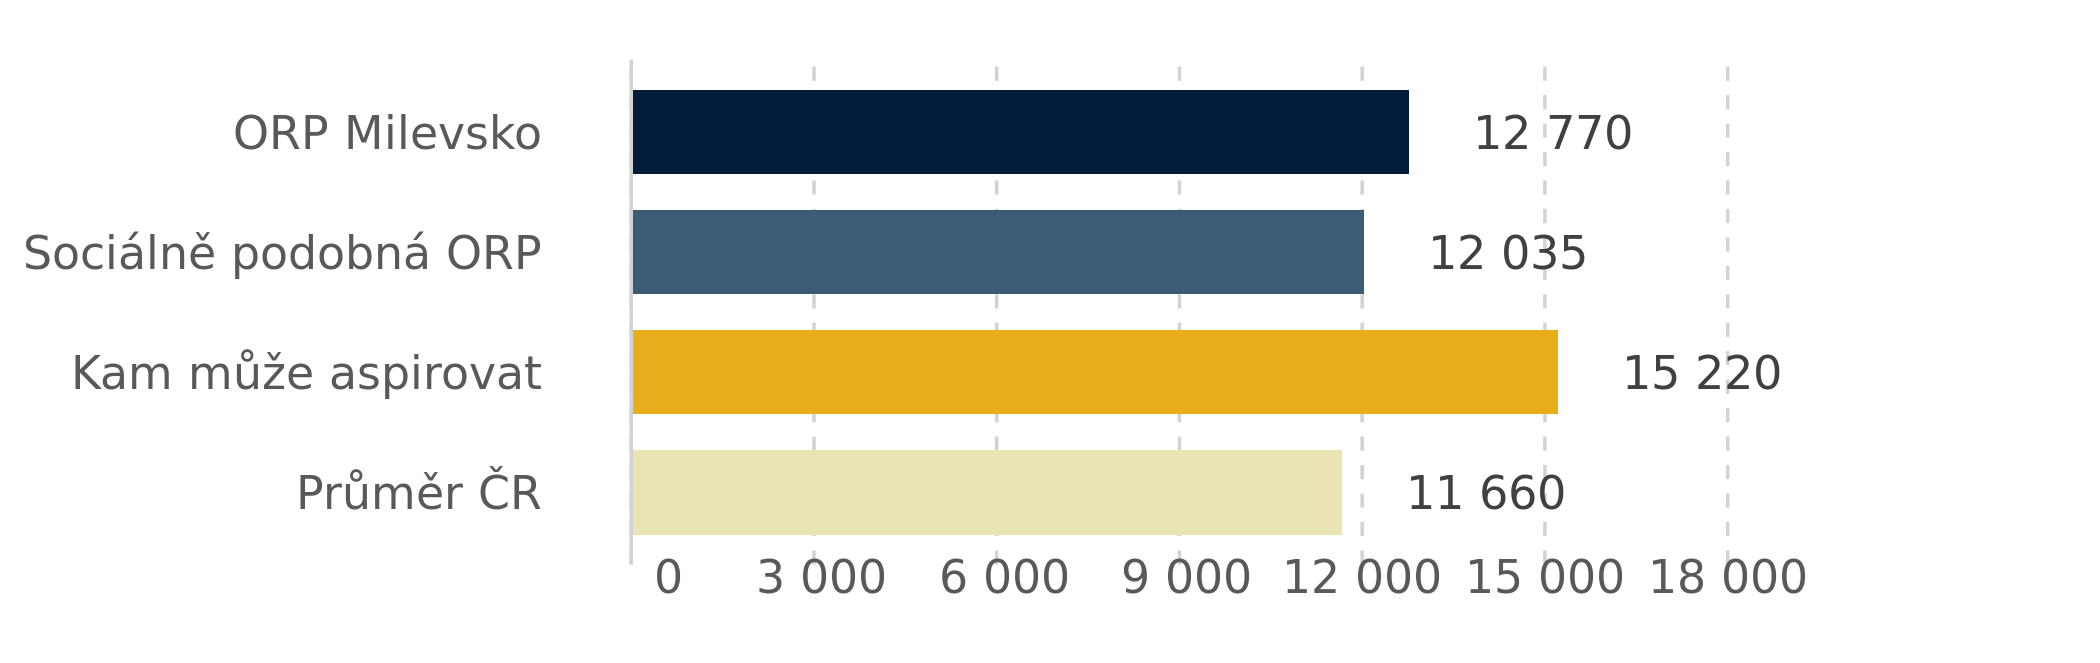 ORP Milevsko 12 770
Sociálně podobná ORP 12 035
Kam může aspirovat 15 220
Průměr ČR 11 660
0 3 000 6 000 9 000 12 000 15 000 18 000